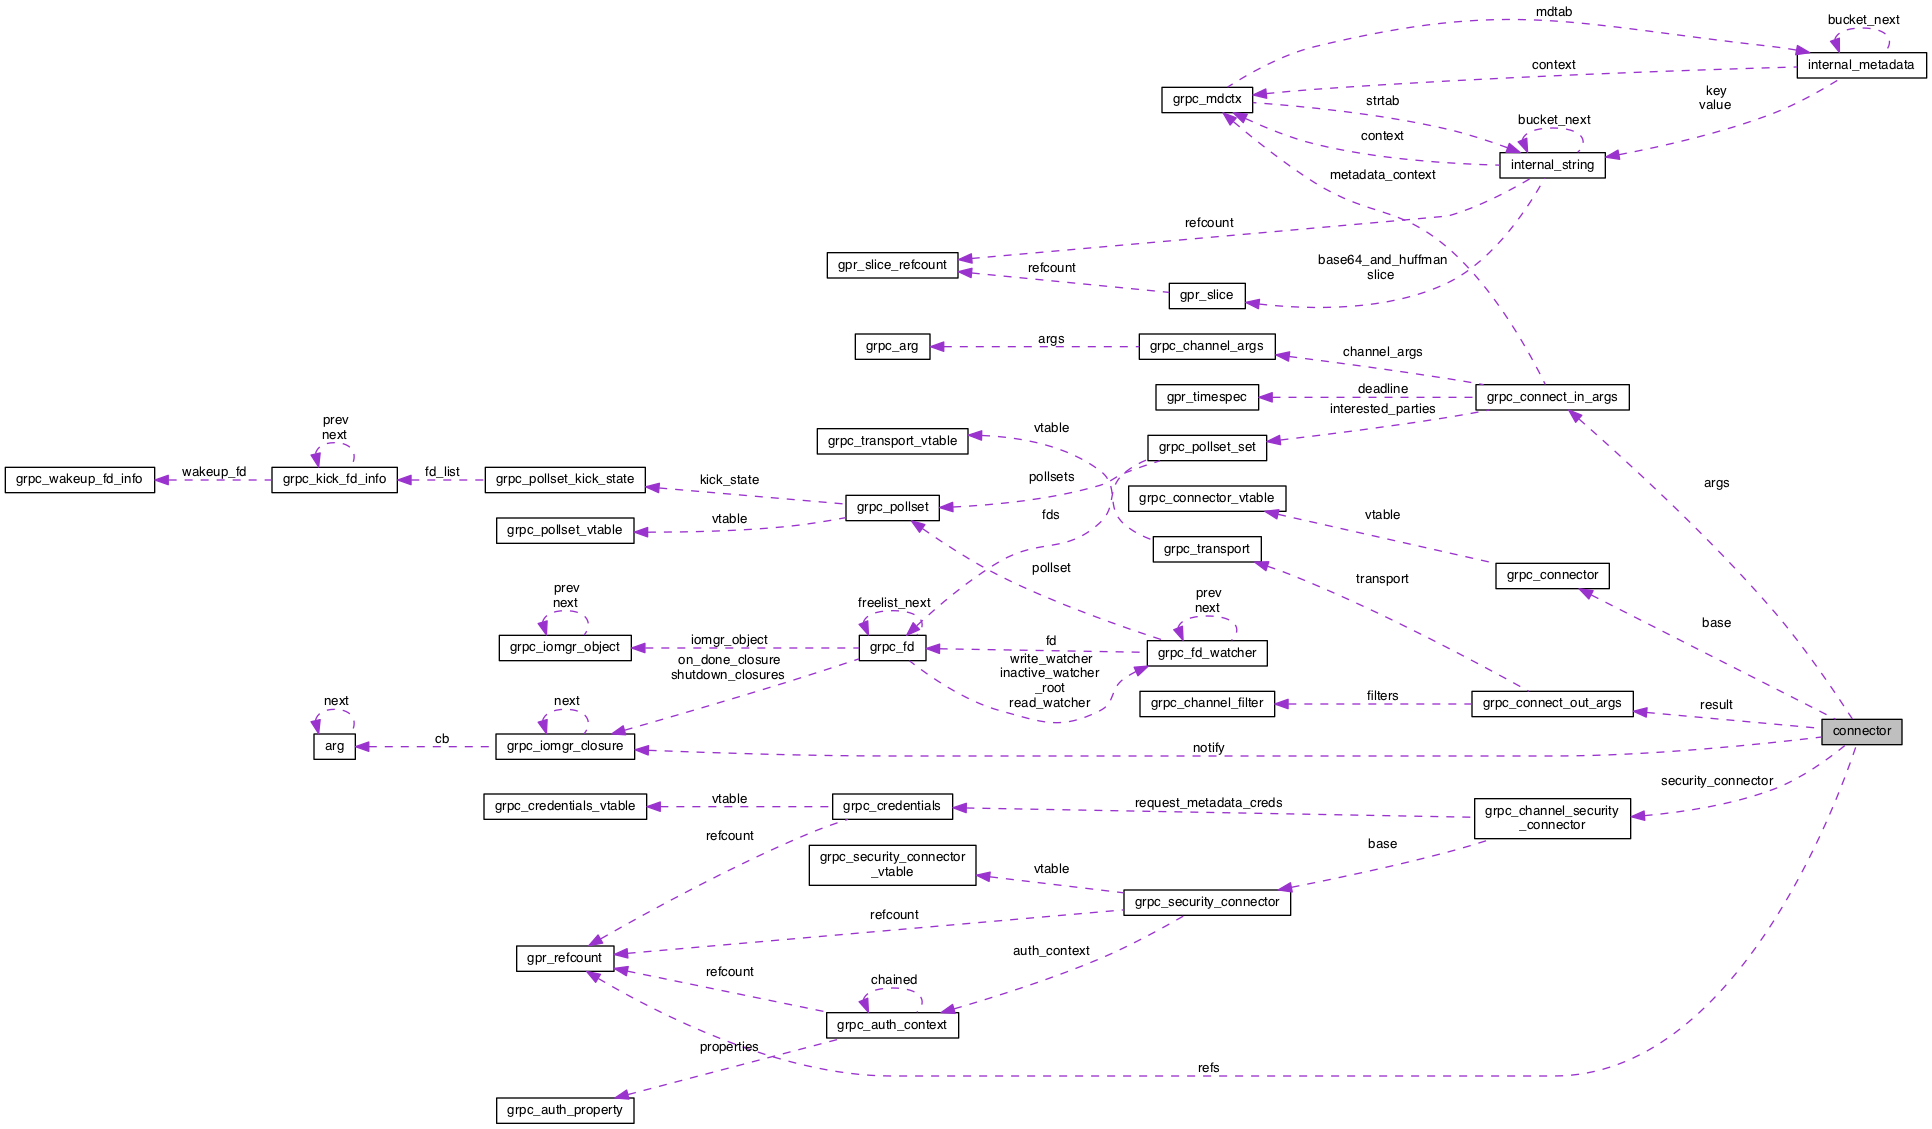 mdtab
bucket_next
internal_metadata
context
grpc_mdctx
strtab
key
value
bucket_next
context
internal_string
metadata_context
refcount
gpr_slice_refcount
refcount
base64_and_huffman
slice
gpr_slice
grpc_arg
args
grpc_channel_args
channel_args
deadline
gpr_timespec
grpc_connect_in_args
interested_parties
prev
next
vtable
grpc_transport_vtable
grpc_pollset_set
grpc_wakeup_fd_info
wakeup_fd
grpc_kick_fd_info
fd_list
grpc_pollset_kick_state
kick_state
pollsets
args
grpc_connector_vtable
grpc_pollset
vtable
fds
vtable
grpc_pollset_vtable
grpc_transport
pollset
transport
grpc_connector
prev
next
freelist_next
prev
next
base
grpc_iomgr_object
iomgr_object
grpc_fd
fd
grpc_fd_watcher
on_done_closure
shutdown_closures
write_watcher
inactive_watcher
_root
read_watcher
next
next
grpc_channel_filter
filters
grpc_connect_out_args
result
connector
arg
cb
grpc_iomgr_closure
notify
security_connector
grpc_credentials_vtable
vtable
grpc_credentials
request_metadata_creds
grpc_channel_security
_connector
refcount
base
grpc_security_connector
_vtable
vtable
grpc_security_connector
refcount
auth_context
gpr_refcount
refcount
chained
grpc_auth_context
properties
refs
grpc_auth_property